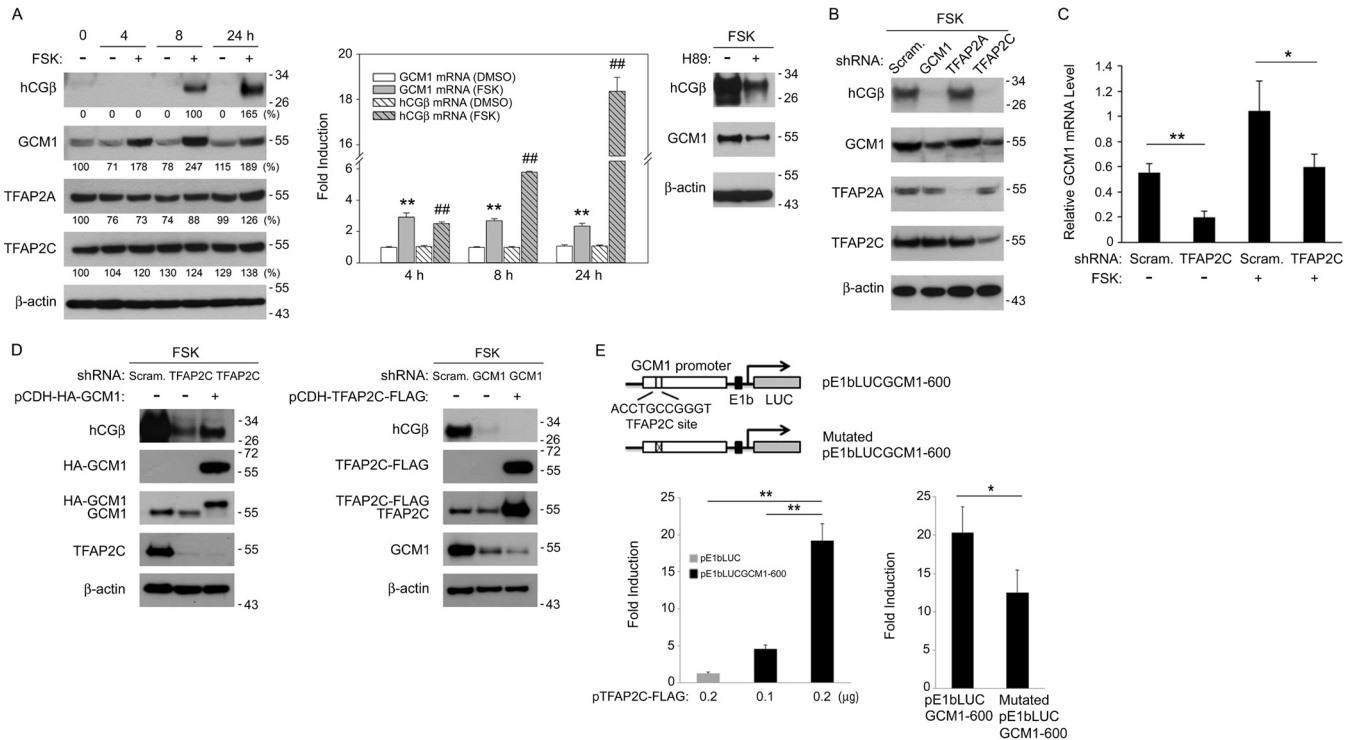 A
0 4 8 24 h
FSK: - - + - + - +
hCGβ
- 34
- 26
0 0 0 0 100 0 165 (%)
GCM1
- 55
100 71 178 78 247 115 189 (%)
TFAP2A
- 55
100 76 73 74 88 99 126 (%)
TFAP2C
- 55
100 104 120 130 124 129 138 (%)
β-actin
- 55
- 43
Fold Induction
20
18
16
6
4
2
0
GCM1 mRNA (DMSO)
GCM1 mRNA (FSK)
hCGβ mRNA (DMSO)
hCGβ mRNA (FSK)
** ## ** ## ** ##
4 h 8 h 24 h
FSK
H89: - +
hCGβ
- 34
- 26
GCM1
- 55
β-actin
- 55
- 43
B
FSK
shRNA: Scram. GCM1 TFAP2A TFAP2C
hCGβ
- 34
- 26
GCM1
- 55
TFAP2A
- 55
TFAP2C
- 55
β-actin
- 43
C
Relative GCM1 mRNA Level
1.4
1.2
1
0.8
0.6
0.4
0.2
0
**
*
shRNA: Scram. TFAP2C Scram. TFAP2C
FSK: - - + +
D
FSK
shRNA: Scram. TFAP2C TFAP2C
pCDH-HA-GCM1: - - +
hCGβ
- 34
- 26
HA-GCM1
- 72
- 55
HA-GCM1
GCM1
- 55
TFAP2C
- 55
β-actin
- 43
FSK
shRNA: Scram. GCM1 GCM1
pCDH-TFAP2C-FLAG: - - +
hCGβ
- 34
- 26
TFAP2C-FLAG
- 72
- 55
TFAP2C-FLAG
TFAP2C
- 55
GCM1
- 55
β-actin
- 43
E
GCM1 promoter
pE1bLUCGCM1-600
E1b LUC
ACCTGCCGGGT
TFAP2C site
Mutated
pE1bLUCGCM1-600
Fold Induction
25
20
15
10
5
0
**
**
pE1bLUC
pE1bLUCGCM1-600
pTFAP2C-FLAG: 0.2 0.1 0.2 (μg)
Fold Induction
25
20
15
10
5
0
*
pE1bLUC
GCM1-600
Mutated
pE1bLUC
GCM1-600